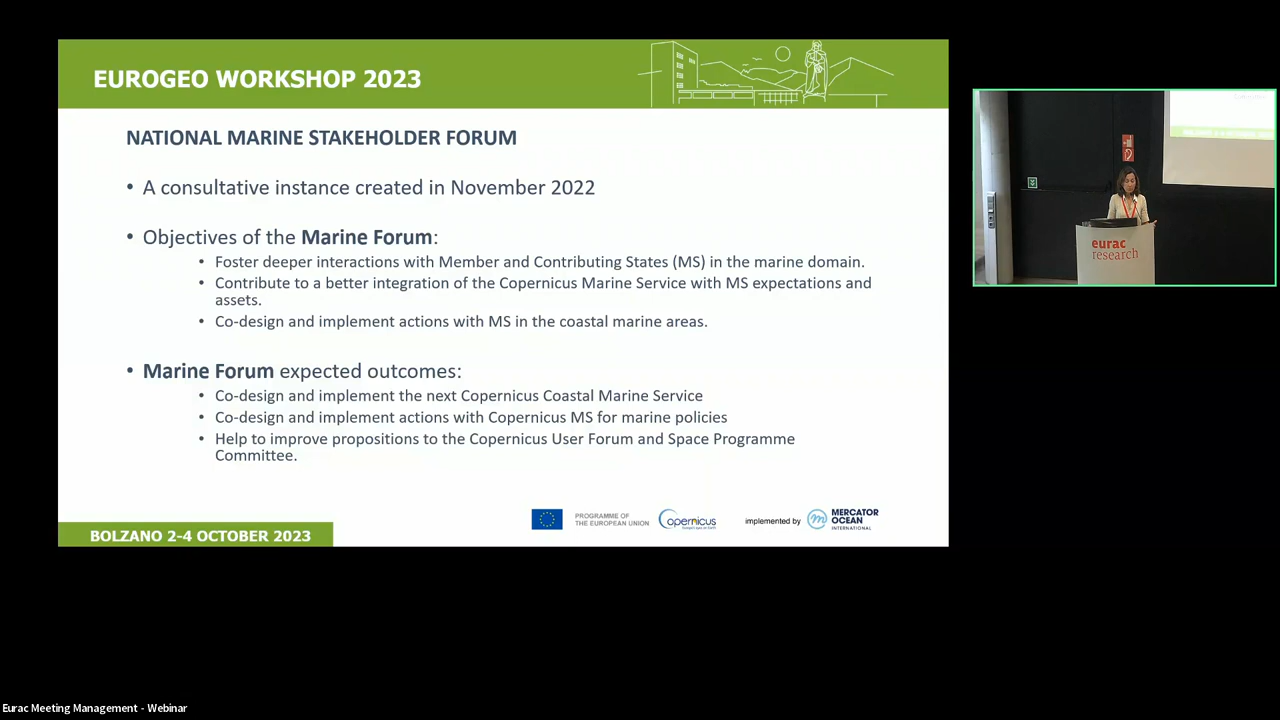 EUROGEO WORKSHOP 2023
NATIONAL MARINE STAKEHOLDER FORUM
• A consultative instance created in November 2022
• Objectives of the Marine Forum:
• Foster deeper interactions with Member and Contributing States (MS) in the marine domain.
• Contribute to a better integration of the Copernicus Marine Service with MS expectations and
assets.
• Co-design and implement actions with MS in the coastal marine areas.
• Marine Forum expected outcomes:
• Co-design and implement the next Copernicus Coastal Marine Service
• Co-design and implement actions with Copernicus MS for marine policies
• Help to improve propositions to the Copernicus User Forum and Space Programme
Committee.
PROGRAMME OF
THE EUROPEAN UNION
opernicus
implemented by
MERCATOR
OCEAN
INTERNATIONAL
BOLZANO 2-4 OCTOBER 2023
eurac
research
Eurac Meeting Management - Webinar